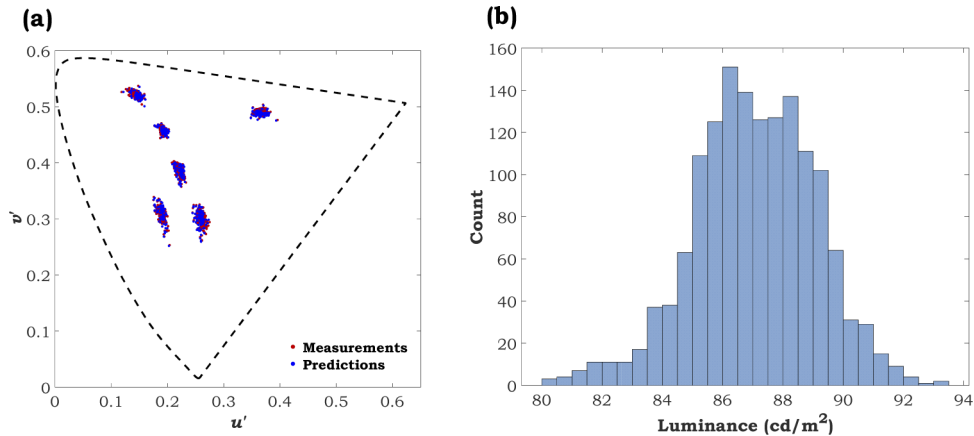 (a)
0.6
0.5
0.4
0.3
0.2
0.1
0
v′
0 0.1 0.2 0.3 0.4 0.5 0.6
u′
Measurements
Predictions
(b)
160
140
120
100
80
60
40
20
0
Count
80 82 84 86 88 90 92 94
Luminance (cd/m²)